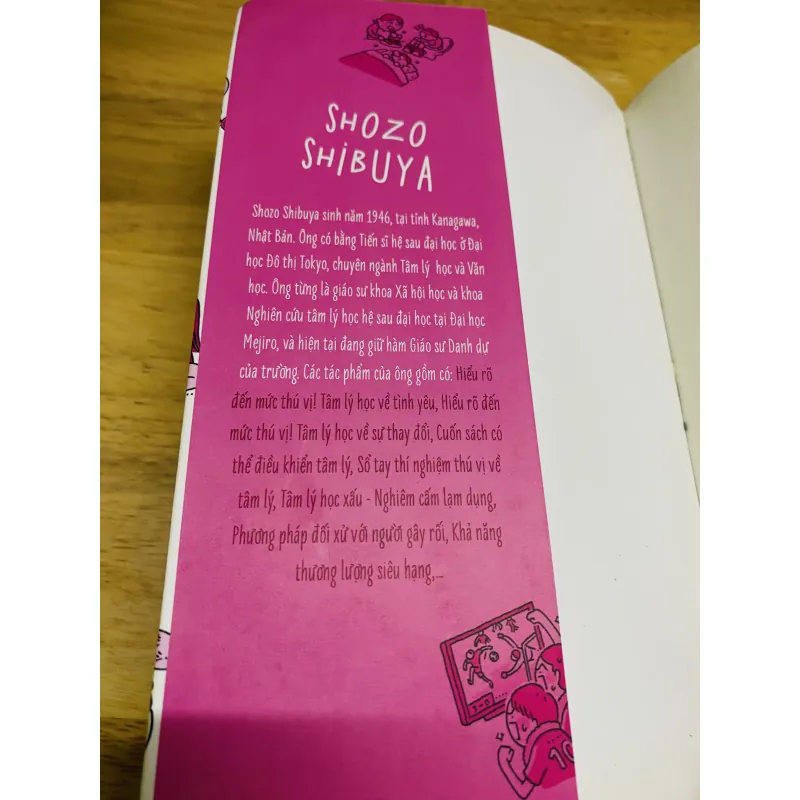 SHOZO
SHIBUYA
Shozo Shibuya sinh năm 1946, tại tỉnh Kanagawa,
Nhật Bản. Ông có bằng Tiến sĩ hệ sau đại học ở Đại
học Đô thị Tokyo, chuyên ngành Tâm lý học và Văn
học. Ông từng là giáo sư khoa Xã hội học và khoa
Nghiên cứu tâm lý học hệ sau đại học tại Đại học
Mejiro, và hiện tại đang giữ hàm Giáo sư Danh dự
của trường. Các tác phẩm của ông gồm có: Hiểu rõ
đến mức thú vị! Tâm lý học về tình yêu, Hiểu rõ đến
mức thú vị! Tâm lý học về sự thay đổi, Cuốn sách có
thể điều khiển tâm lý, Sổ tay thí nghiệm thú vị về
tâm lý, Tâm lý học xấu - Nghiêm cấm lạm dụng,
Phương pháp đối xử với người gây rối, Khả năng
thương lượng siêu hạng,...
3-0
10